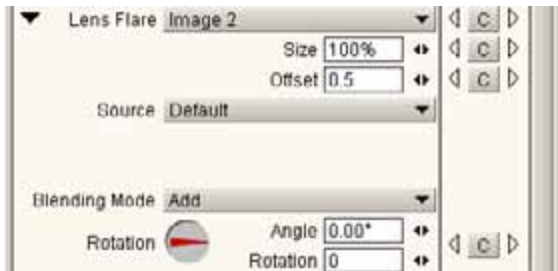 Lens Flare Image 2 C
Size 100% C
Offset 0.5 C
Source Default
Blending Mode Add
Angle 0.00°
Rotation C
Rotation 0